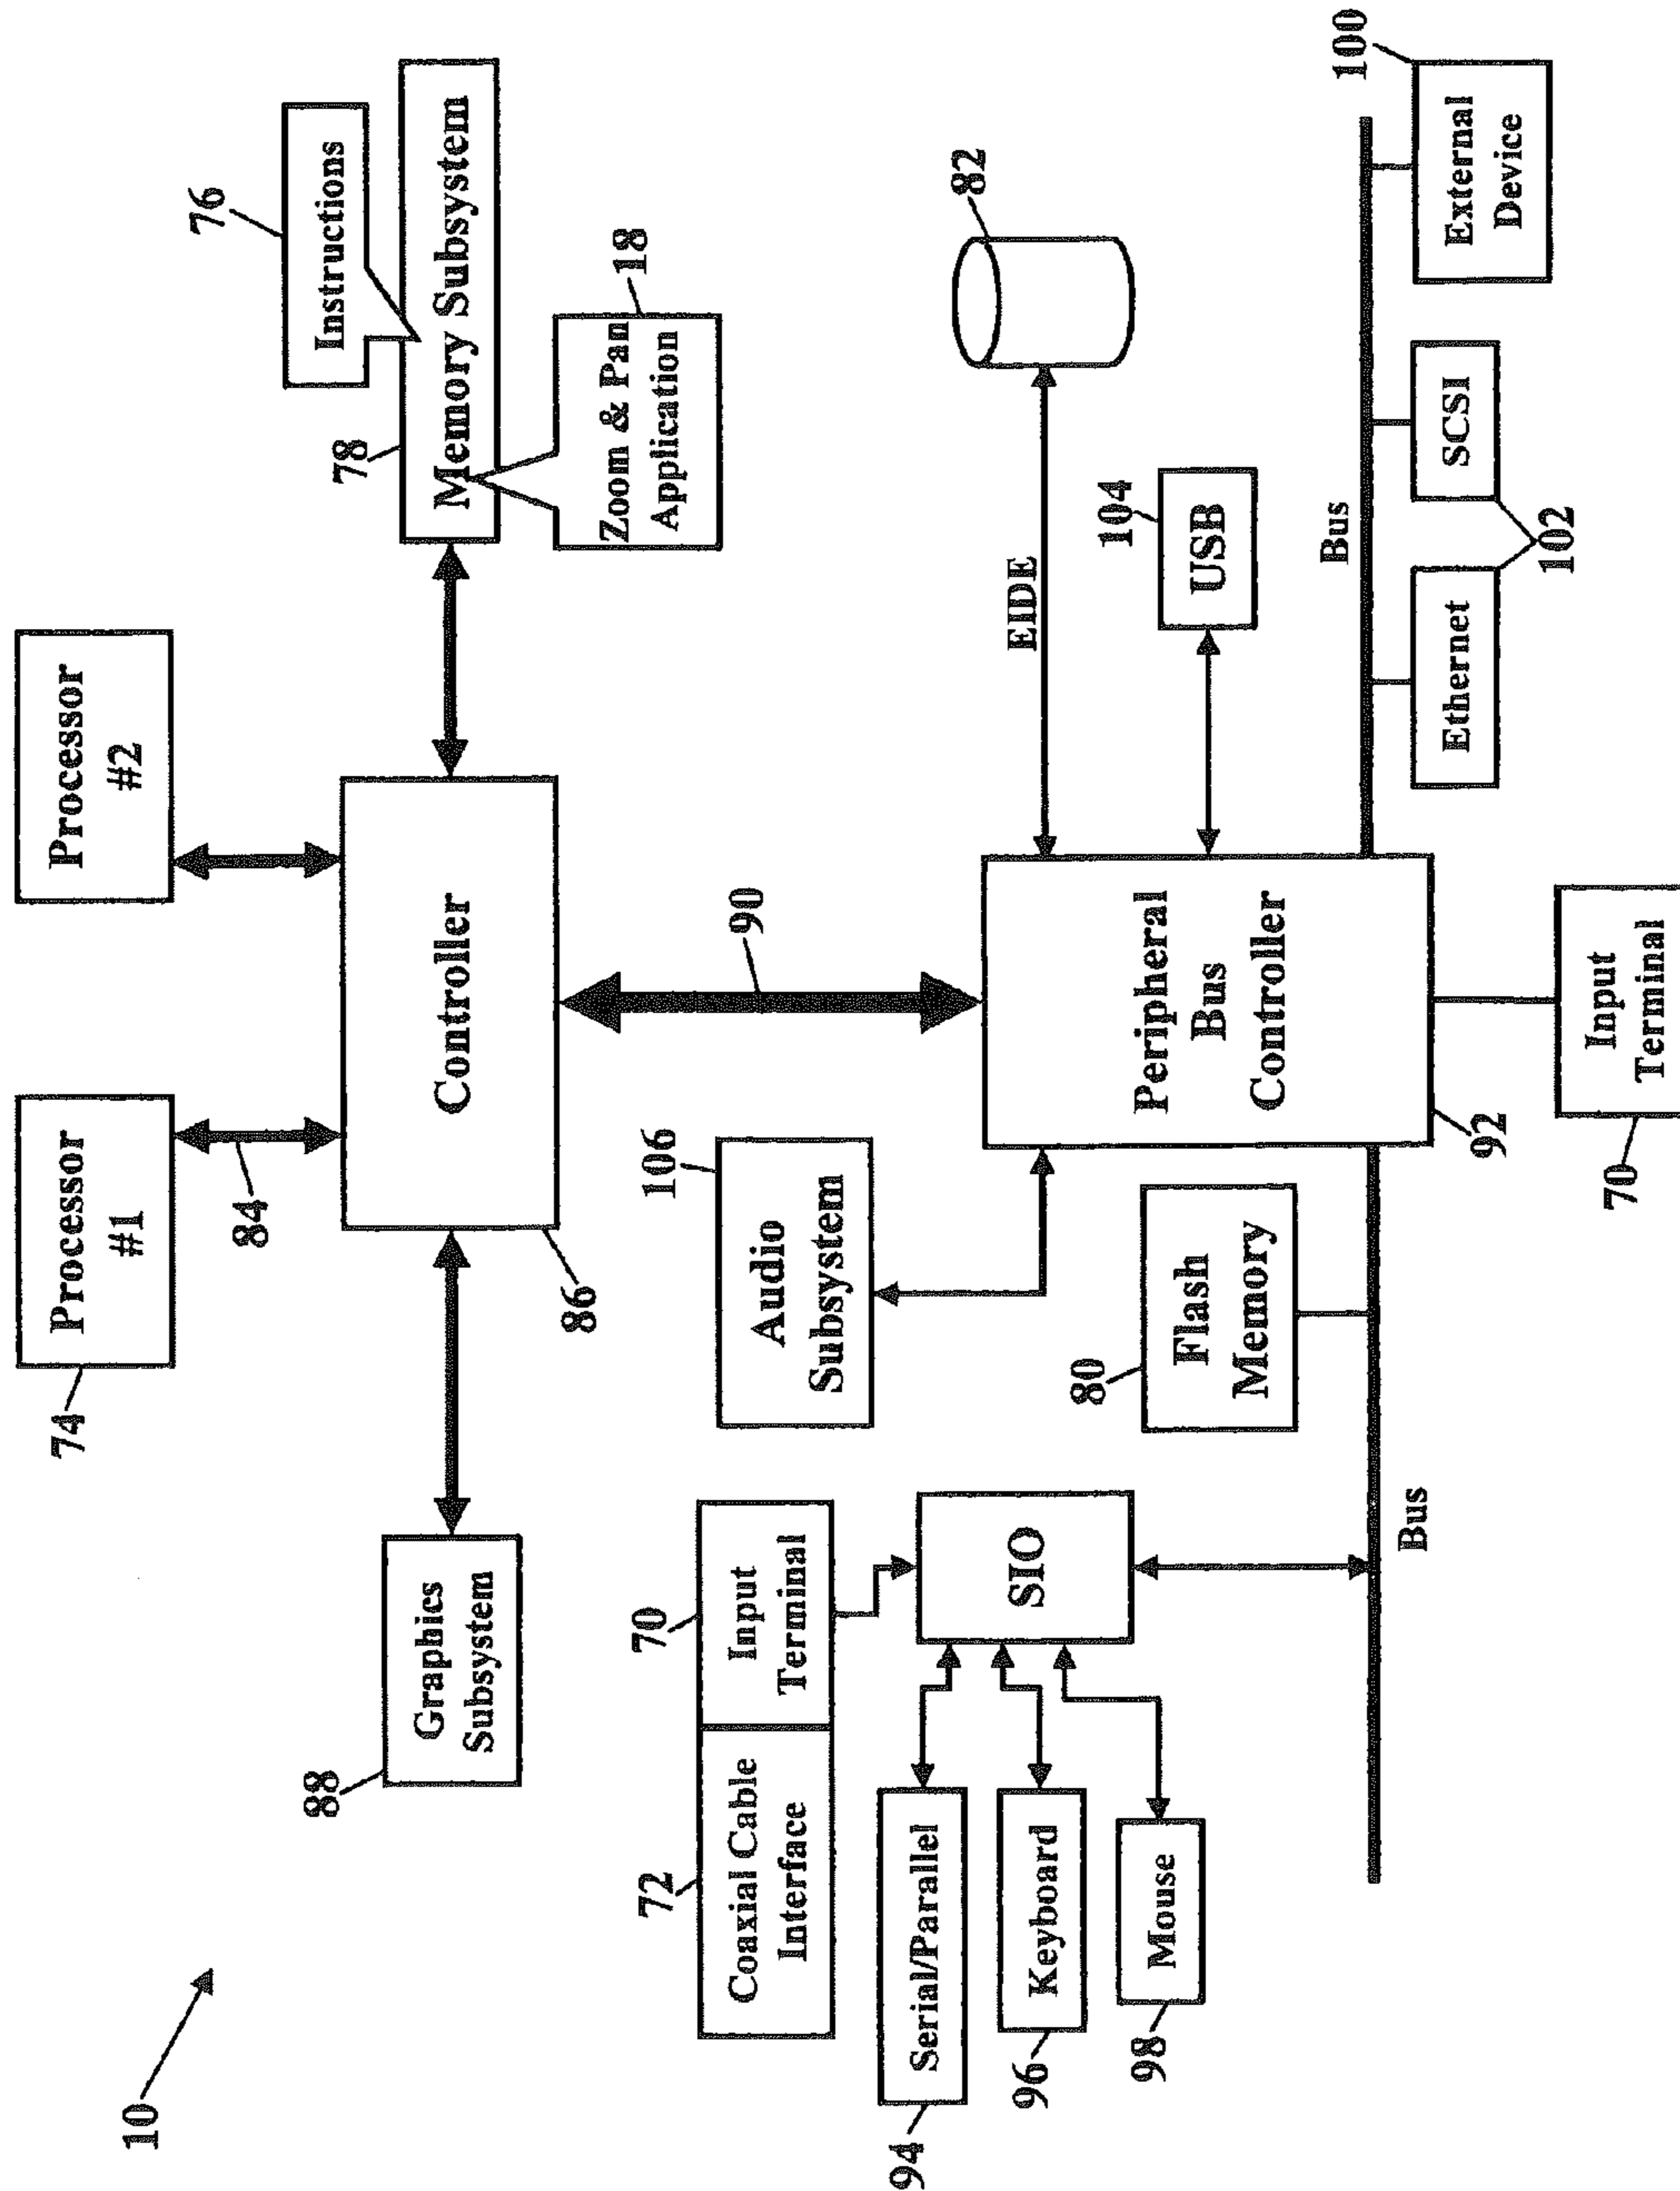 10
Processor
#1
74
84
Processor
#2
Graphics
Subsystem
88
Controller
86
Instructions
76
78
Memory Subsystem
Zoom & Pan
Application
18
90
Coaxial Cable
Interface
72
Input
Terminal
70
Audio
Subsystem
106
SIO
Serial/Parallel
94
Keyboard
96
Mouse
98
Flash
Memory
80
Peripheral
Bus
Controller
92
EIDE
82
USB
104
Bus
Bus
Input
Terminal
70
Ethernet
SCSI
102
External
Device
100